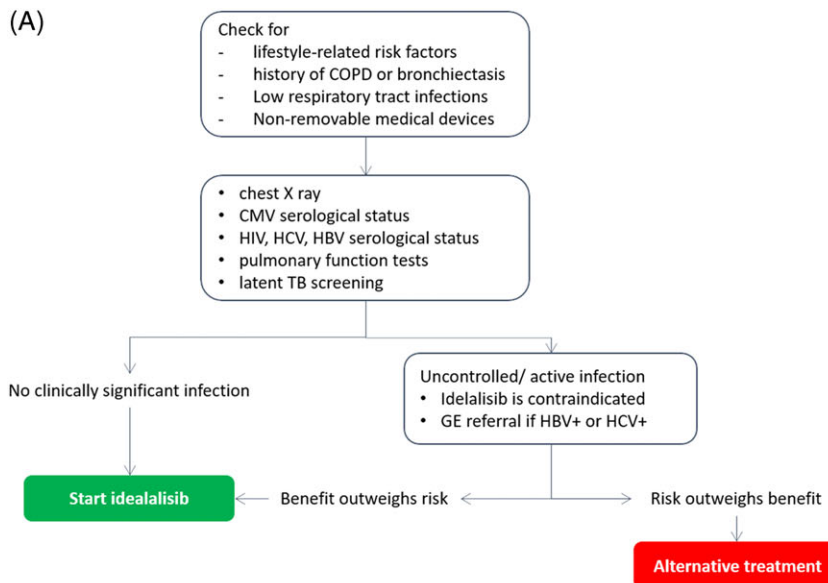 (A)
Check for
- lifestyle-related risk factors
- history of COPD or bronchiectasis
- Low respiratory tract infections
- Non-removable medical devices
• chest X ray
• CMV serological status
• HIV, HCV, HBV serological status
• pulmonary function tests
• latent TB screening
No clinically significant infection
Uncontrolled/ active infection
• Idelalisib is contraindicated
• GE referral if HBV+ or HCV+
Start idealalisib
Benefit outweighs risk
Risk outweighs benefit
Alternative treatment